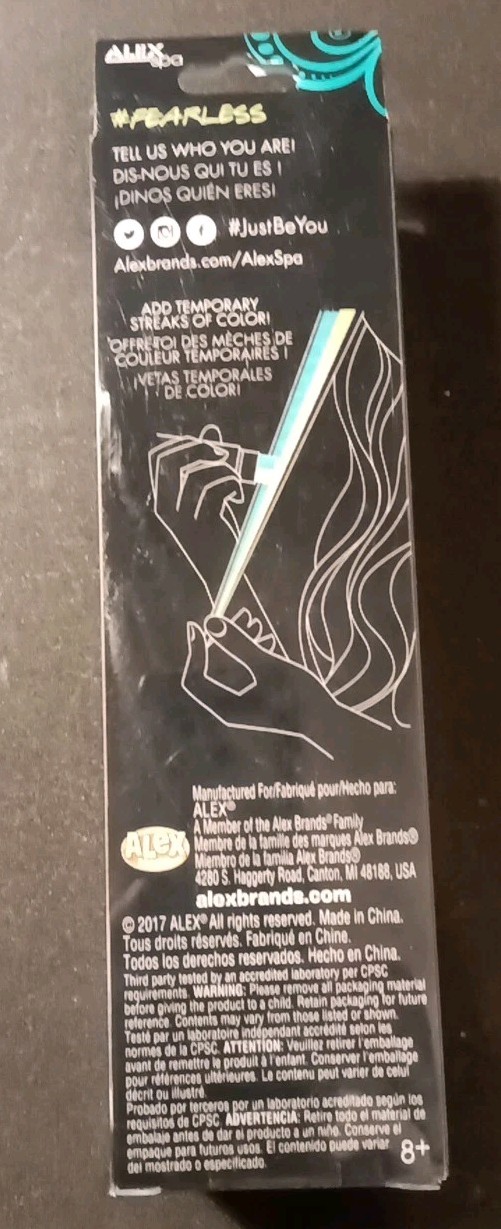 ALEX spa
#FEARLESS
TELL US WHO YOU ARE!
DIS-NOUS QUI TU ES !
¡DINOS QUIÉN ERES!
#JustBeYou
Alexbrands.com/AlexSpa
ADD TEMPORARY
STREAKS OF COLOR!
OFFRE-TOI DES MÈCHES DE
COULEUR TEMPORAIRES !
¡VETAS TEMPORALES
DE COLOR!
Manufactured For/Fabriqué pour/Hecho para:
ALEX®
A Member of the Alex Brands® Family
Membre de la famille des marques Alex Brands®
Miembro de la familia Alex Brands®
4280 S. Haggerty Road, Canton, MI 48188, USA
ALEX
alexbrands.com
© 2017 ALEX® All rights reserved. Made in China.
Tous droits réservés. Fabriqué en Chine.
Todos los derechos reservados. Hecho en China.
Third party tested by an accredited laboratory per CPSC
requirements. WARNING: Please remove all packaging material
before giving the product to a child. Retain packaging for future
reference. Contents may vary from those listed or shown.
Testé par un laboratoire indépendant accrédité selon les
normes de la CPSC. ATTENTION: Veuillez retirer l'emballage
avant de remettre le produit à l'enfant. Conserver l'emballage
pour références ultérieures. Le contenu peut varier de celui
décrit ou illustré.
Probado por terceros por un laboratorio acreditado según los
requisitos de CPSC. ADVERTENCIA: Retire todo el material de
embalaje antes de dar el producto a un niño. Conserve el
empaque para futuros usos. El contenido puede variar
del mostrado o especificado.
8+